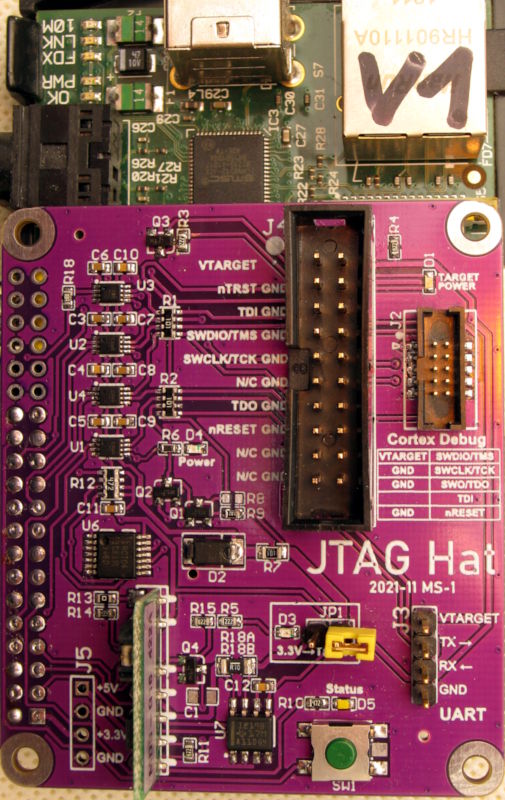 10M
LNK
FDX
PWR
OK
47
C29
L4
C30
C31
S7
IC3
C28
C26
C27
R28
R27
R26
R21
R20
C25
R22
R23
R24
HR901110A
V1
FD7
Q3
R3
J4
R4
C6 C10
VTARGET
D1
TARGET
POWER
R18
U3
nTRST GND
R1
TDI GND
J2
C3 C7
SWDIO/TMS GND
U2
SWCLK/TCK GND
C4 C8
R2
N/C GND
U4
TDO GND
C5 C9
nRESET GND
R6 D4
Cortex Debug
U1
Power
N/C GND
VTARGET SWDIO/TMS
GND SWCLK/TCK
R12
Q2
R8
N/C GND
GND SWO/TDO
TDI
C11
Q1
R9
GND nRESET
U6
D2
R7
JTAG Hat
2021-11 MS-1
R13
R14
R15 R5
D3
JP1
J3
VTARGET
R18A
R18B
3.3V
TX→
J5
Q4
RX←
+5V
C12
Status
GND
GND
C1
R10
D5
UART
+3.3V
U7
GND
R11
SW1